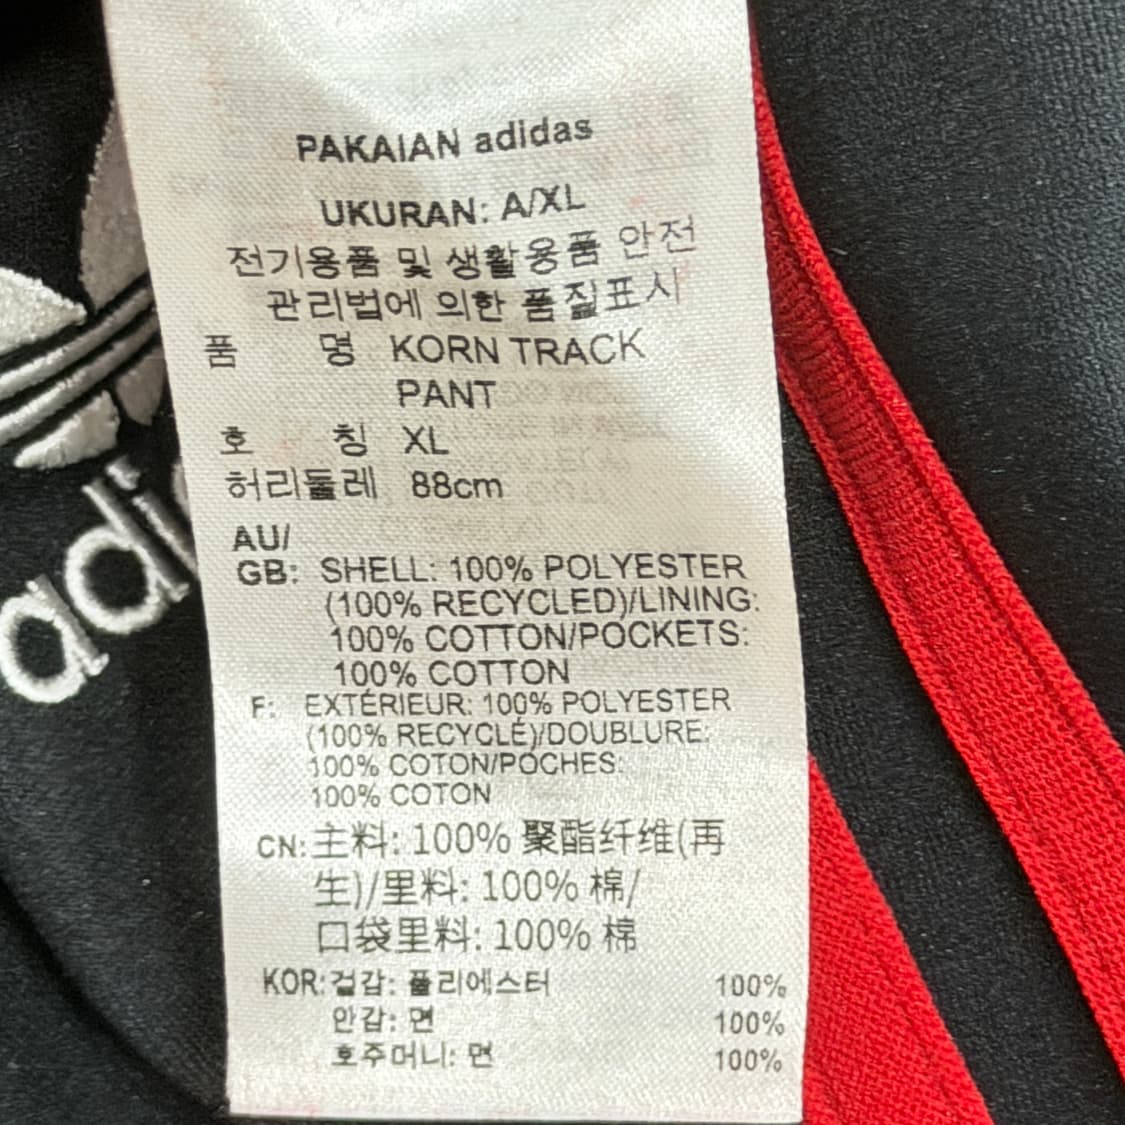 PAKAIAN adidas
UKURAN: A/XL
전기용품 및 생활용품 안전
관리법에 의한 품질표시
품 명 KORN TRACK
PANT
호 칭 XL
허리둘레 88cm
AU/
GB: SHELL: 100% POLYESTER
(100% RECYCLED)/LINING:
100% COTTON/POCKETS:
100% COTTON
F: EXTÉRIEUR: 100% POLYESTER
(100% RECYCLÉ)/DOUBLURE:
100% COTON/POCHES:
100% COTON
CN: 主料: 100% 聚酯纤维(再
生)/里料: 100% 棉/
口袋里料: 100% 棉
KOR: 겉감: 폴리에스터 100%
안감: 면 100%
호주머니: 면 100%
adidas